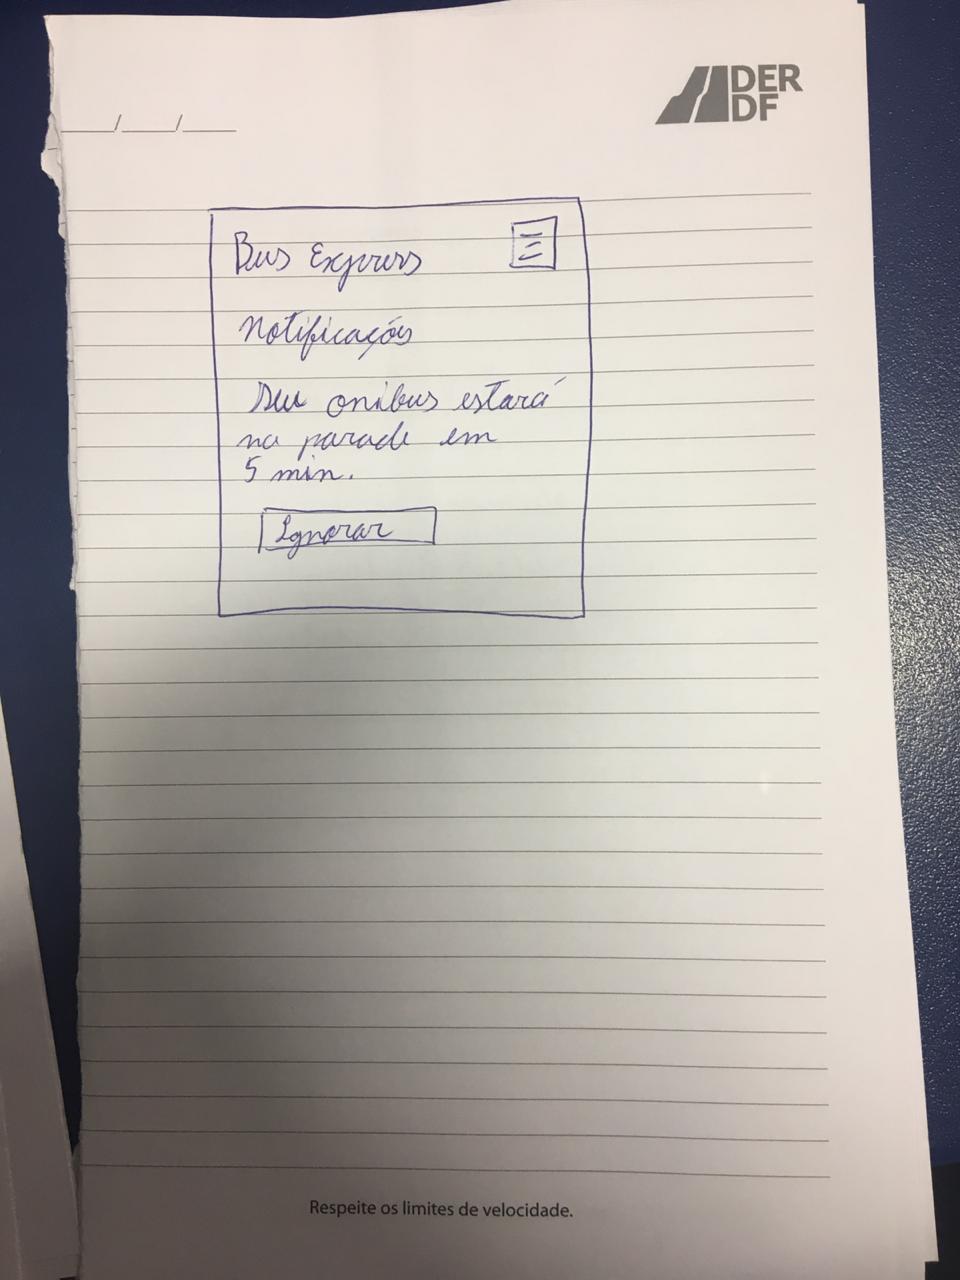 DER
DF
___/___/___
Bus Express
Notificações
Seu onibus estará
na parada em
5 min.
Ignorar
Respeite os limites de velocidade.